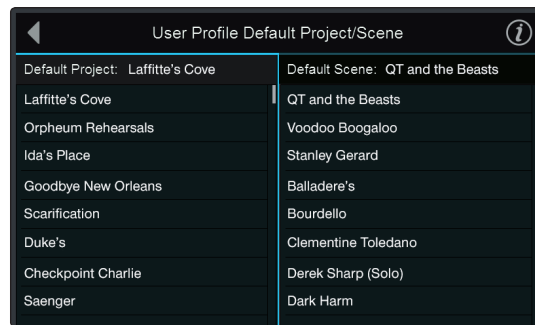 User Profile Default Project/Scene
i
Default Project: Laffitte's Cove
Laffitte's Cove
Orpheum Rehearsals
Ida's Place
Goodbye New Orleans
Scarification
Duke's
Checkpoint Charlie
Saenger
Default Scene: QT and the Beasts
QT and the Beasts
Voodoo Boogaloo
Stanley Gerard
Balladere's
Bourdello
Clementine Toledano
Derek Sharp (Solo)
Dark Harm